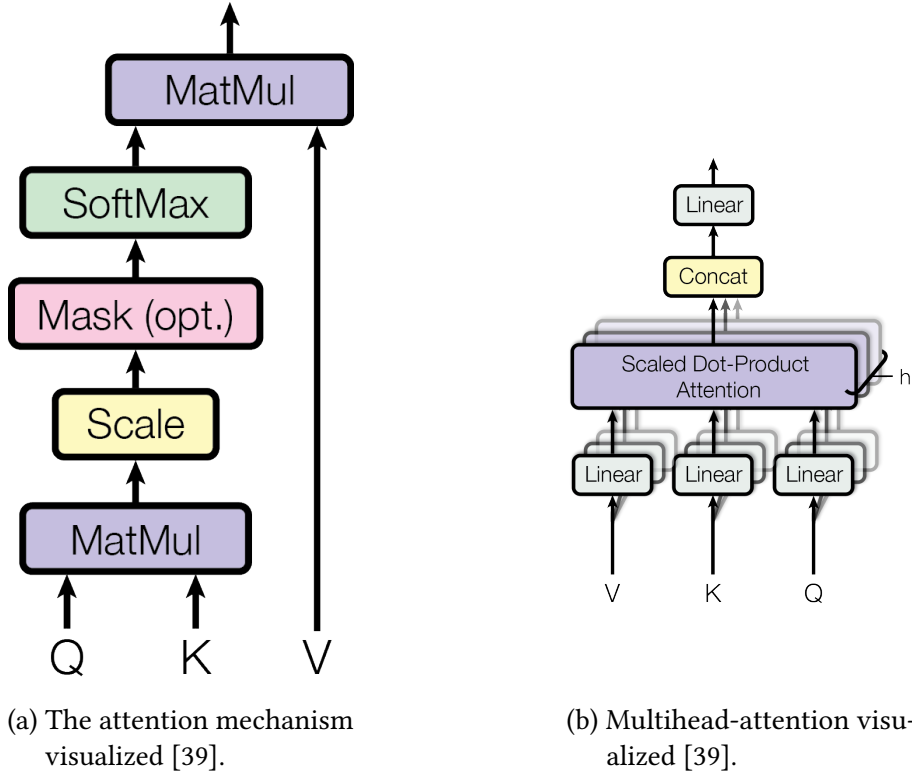 MatMul
SoftMax
Mask (opt.)
Scale
MatMul
Q K V
(a) The attention mechanism
visualized [39].
Linear
Concat
Scaled Dot-Product
Attention
h
Linear Linear Linear
V K Q
(b) Multihead-attention visu-
alized [39].